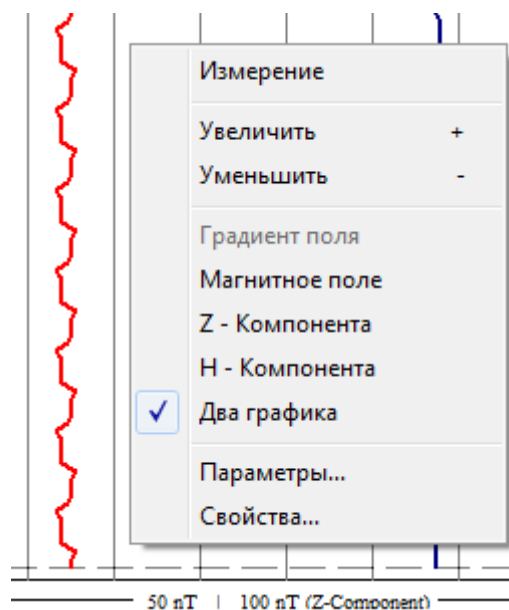 Измерение
Увеличить +
Уменьшить -
Градиент поля
Магнитное поле
Z - Компонента
H - Компонента
Два графика
Параметры...
Свойства...
50 nT | 100 nT (Z-Component)